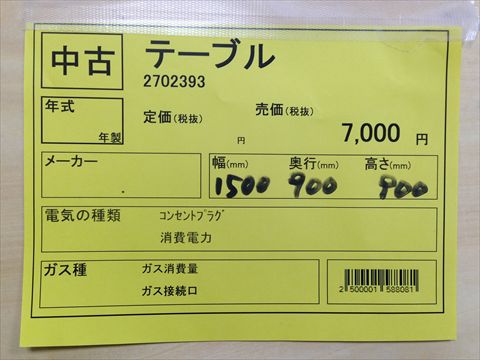 中古 テーブル
2702393
年式 年製
定価(税抜) 円
売価(税抜) 7,000 円
メーカー .
幅(mm) 奥行(mm) 高さ(mm)
1500 900 900
電気の種類 コンセントプラグ
消費電力
ガス種 ガス消費量
ガス接続口
2 500001 588081